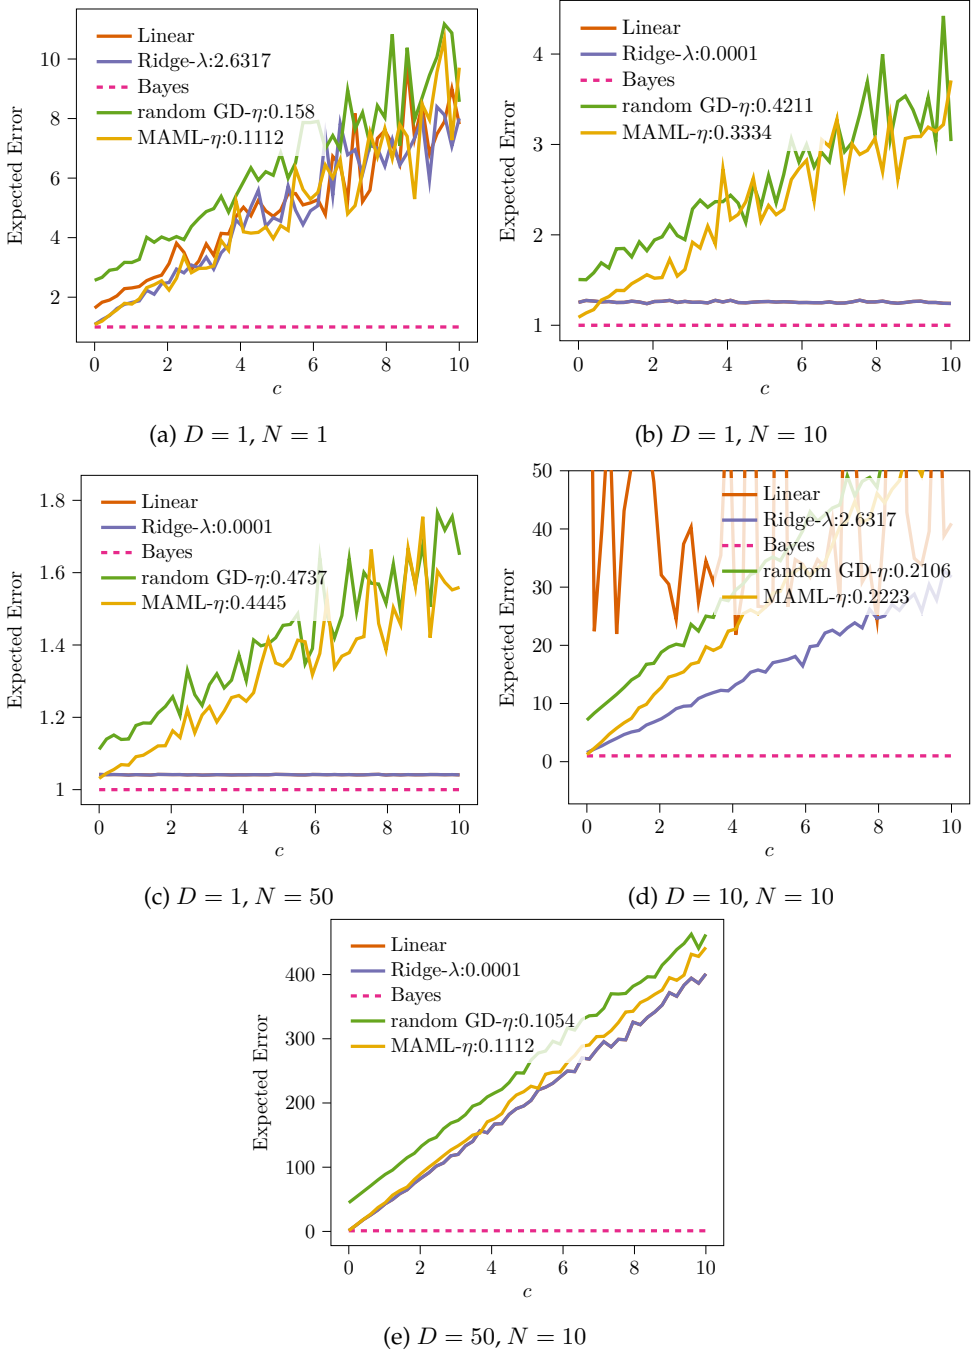 Linear
Ridge-λ:2.6317
Bayes
random GD-η:0.158
MAML-η:0.1112
10
8
6
4
2
Expected Error
0 2 4 6 8 10
c
(a) D = 1, N = 1
Linear
Ridge-λ:0.0001
Bayes
random GD-η:0.4211
MAML-η:0.3334
4
3
2
1
Expected Error
0 2 4 6 8 10
c
(b) D = 1, N = 10
Linear
Ridge-λ:0.0001
Bayes
random GD-η:0.4737
MAML-η:0.4445
1.8
1.6
1.4
1.2
1
Expected Error
0 2 4 6 8 10
c
(c) D = 1, N = 50
Linear
Ridge-λ:2.6317
Bayes
random GD-η:0.2106
MAML-η:0.2223
50
40
30
20
10
0
Expected Error
0 2 4 6 8 10
c
(d) D = 10, N = 10
Linear
Ridge-λ:0.0001
Bayes
random GD-η:0.1054
MAML-η:0.1112
400
300
200
100
0
Expected Error
0 2 4 6 8 10
c
(e) D = 50, N = 10